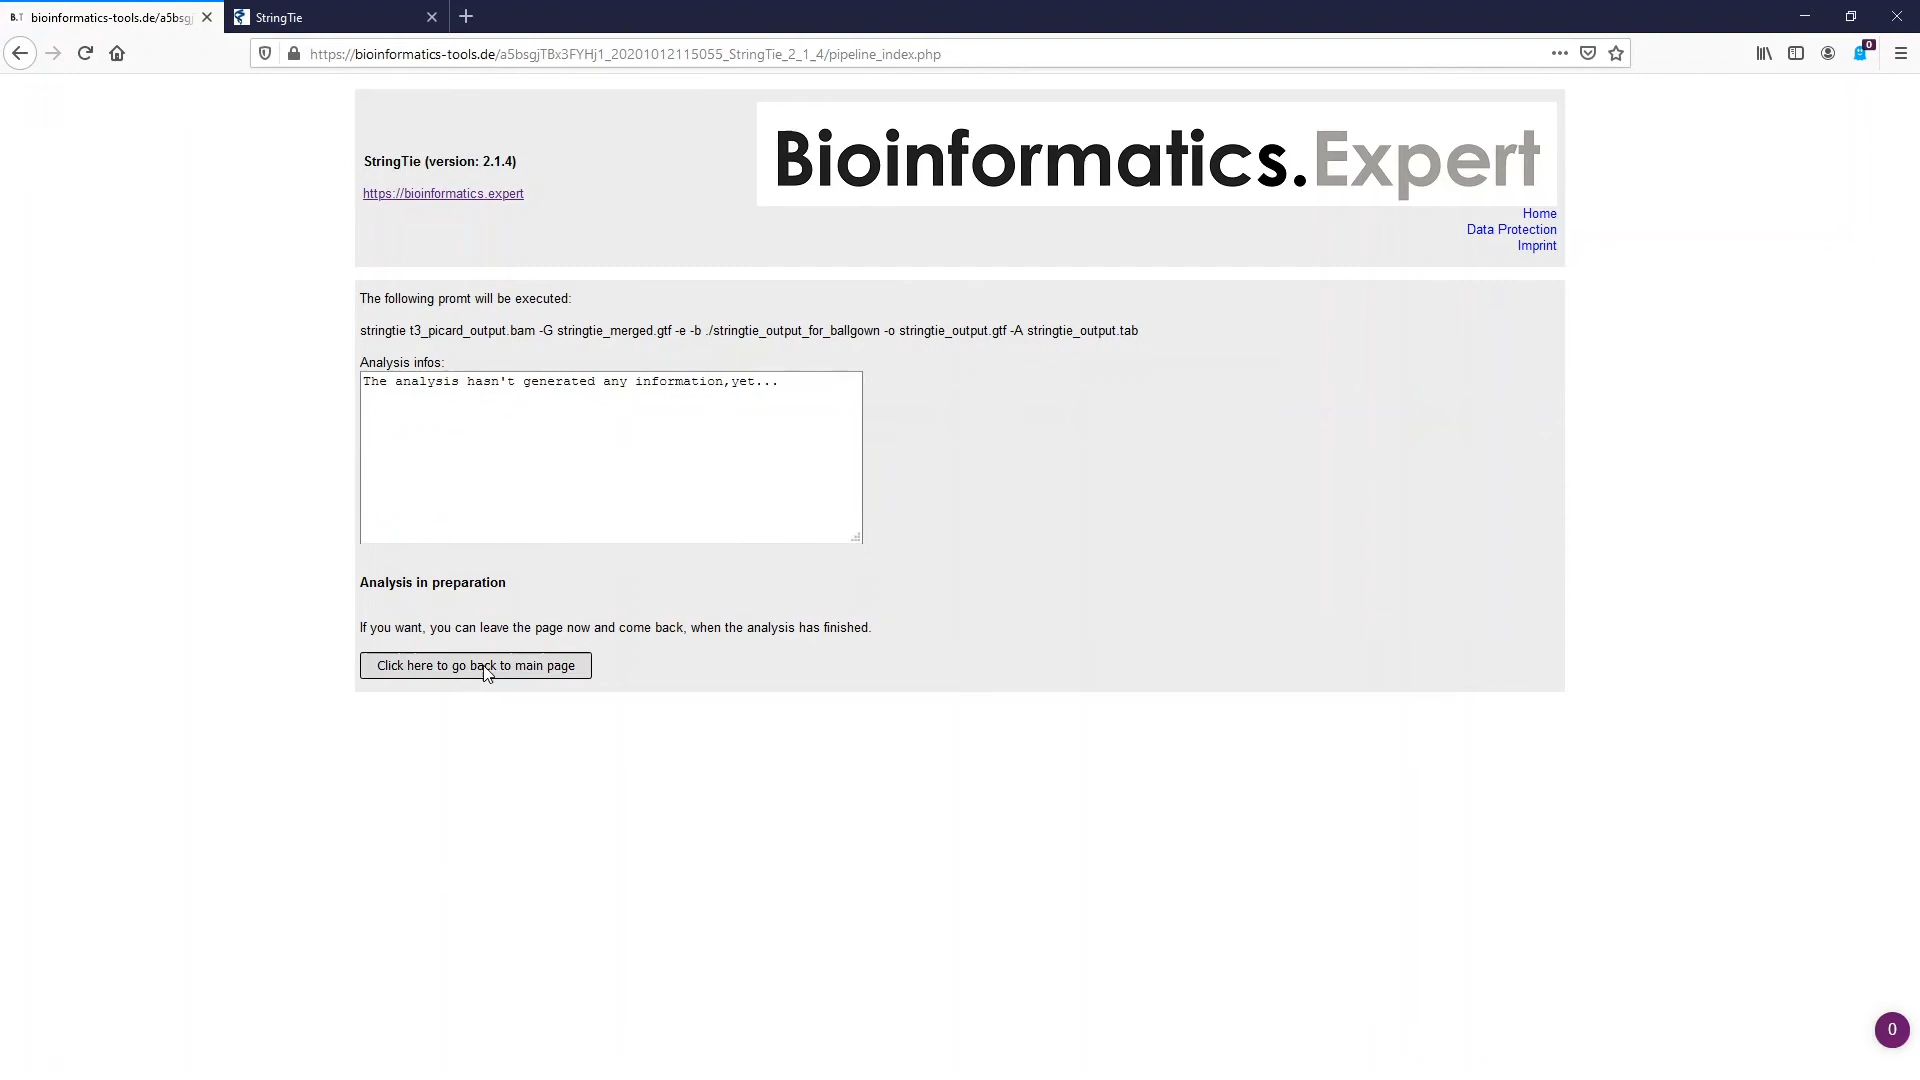 B.T bioinformatics-tools.de/a5bsgj
StringTie
https://bioinformatics-tools.de/a5bsgjTBx3FYHj1_20201012115055_StringTie_2_1_4/pipeline_index.php
0
StringTie (version: 2.1.4)
https://bioinformatics.expert
Bioinformatics.Expert
Home
Data Protection
Imprint
The following promt will be executed:
stringtie t3_picard_output.bam -G stringtie_merged.gtf -e -b ./stringtie_output_for_ballgown -o stringtie_output.gtf -A stringtie_output.tab
Analysis infos:
The analysis hasn't generated any information,yet...
Analysis in preparation
If you want, you can leave the page now and come back, when the analysis has finished.
Click here to go back to main page
0